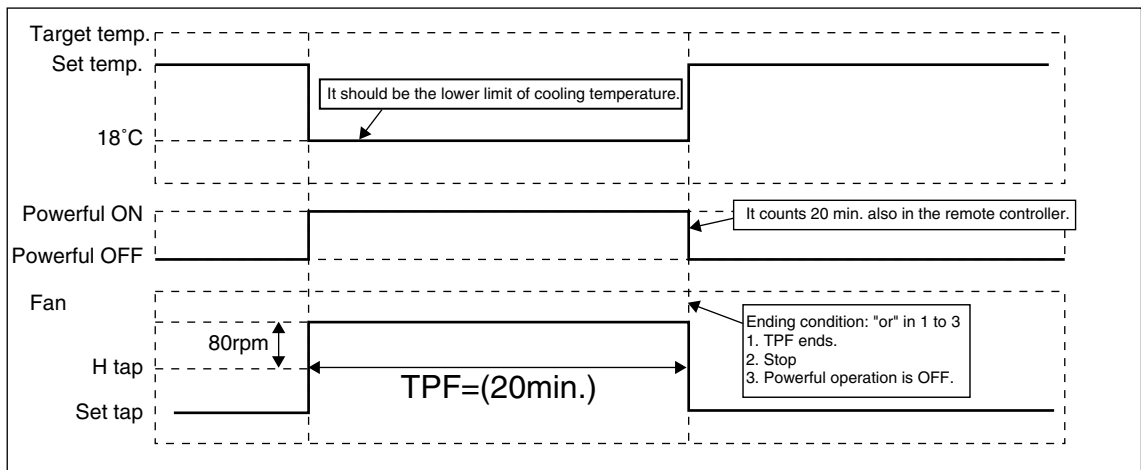 Target temp.
Set temp.
It should be the lower limit of cooling temperature.
18˚C
Powerful ON
It counts 20 min. also in the remote controller.
Powerful OFF
Fan
Ending condition: "or" in 1 to 3
1. TPF ends.
2. Stop
3. Powerful operation is OFF.
80rpm
H tap
TPF=(20min.)
Set tap